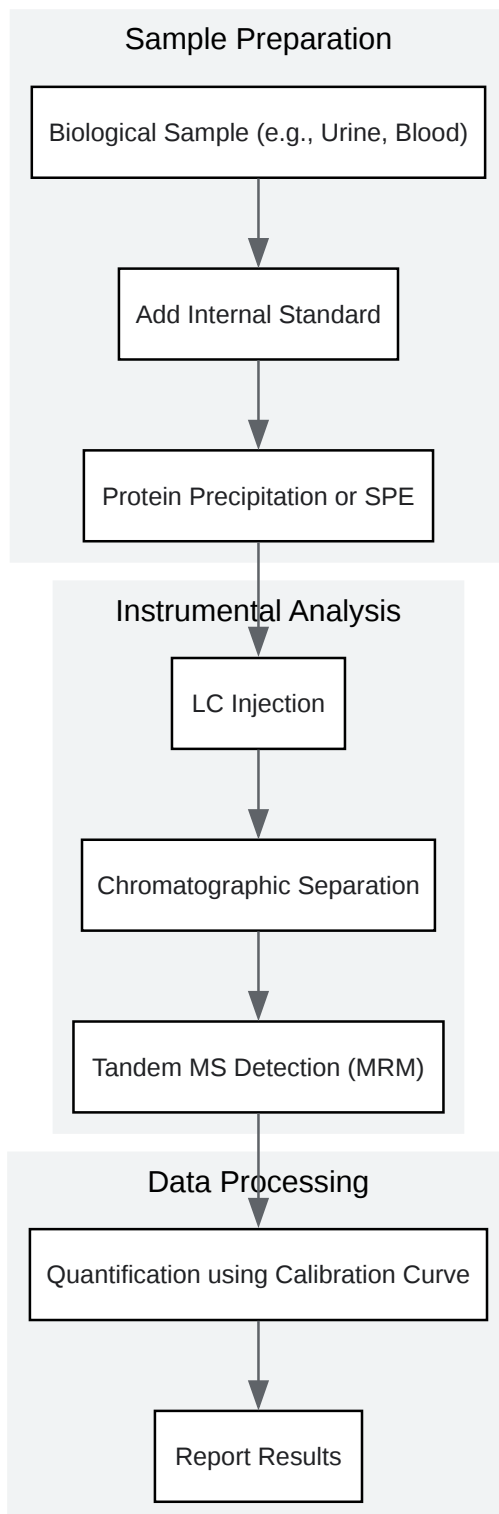 Sample Preparation
Biological Sample (e.g., Urine, Blood)
Add Internal Standard
Protein Precipitation or SPE
Instrumental Analysis
LC Injection
Chromatographic Separation
Tandem MS Detection (MRM)
Data Processing
Quantification using Calibration Curve
Report Results